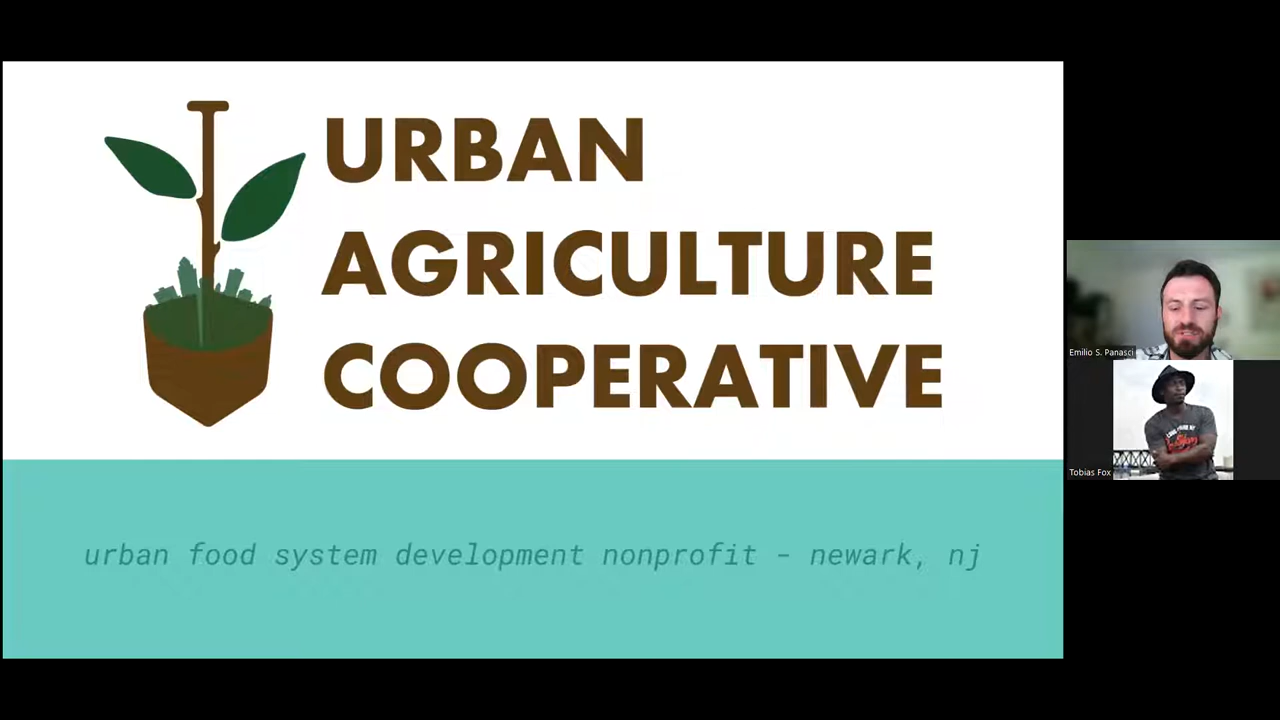 URBAN
AGRICULTURE
COOPERATIVE
urban food system development nonprofit - newark, nj
Emilio S. Panasci
Tobias Fox